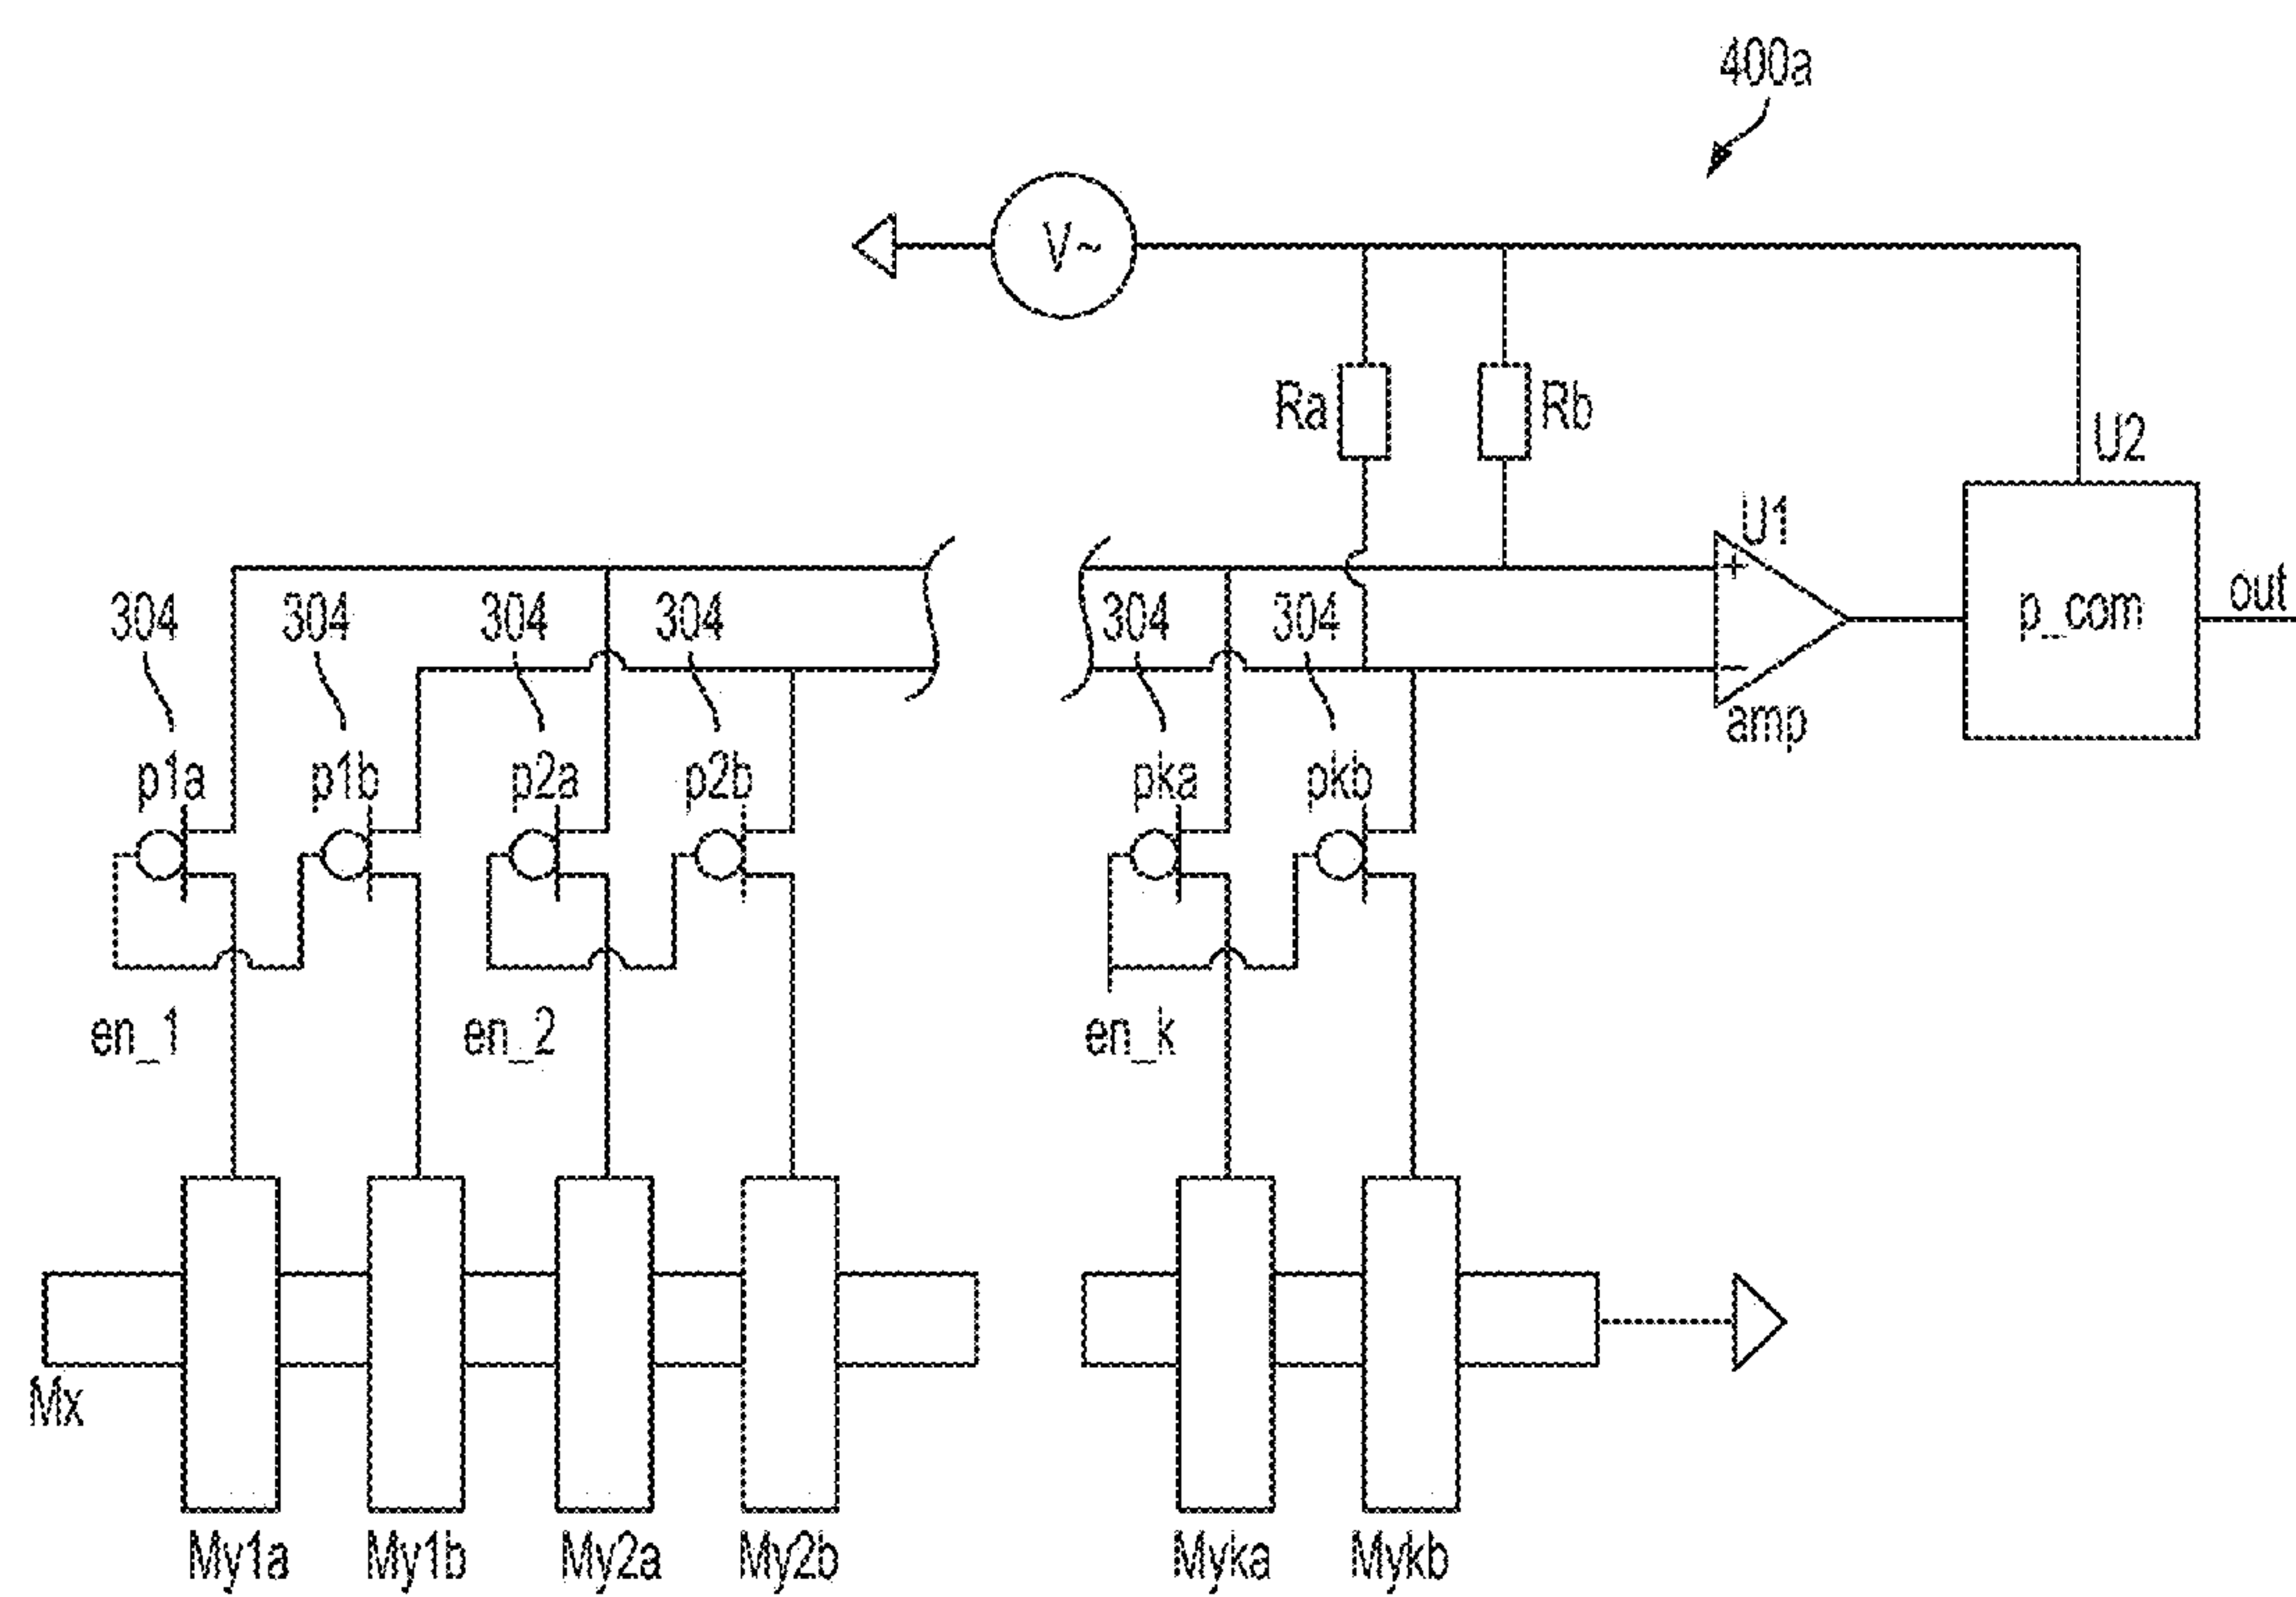 400a
V~
Ra
Rb
U2
U1
+
p_com
out
−
amp
304
304
304
304
304
304
p1a
p1b
p2a
p2b
pka
pkb
en_1
en_2
en_k
Mx
My1a
My1b
My2a
My2b
Myka
Mykb